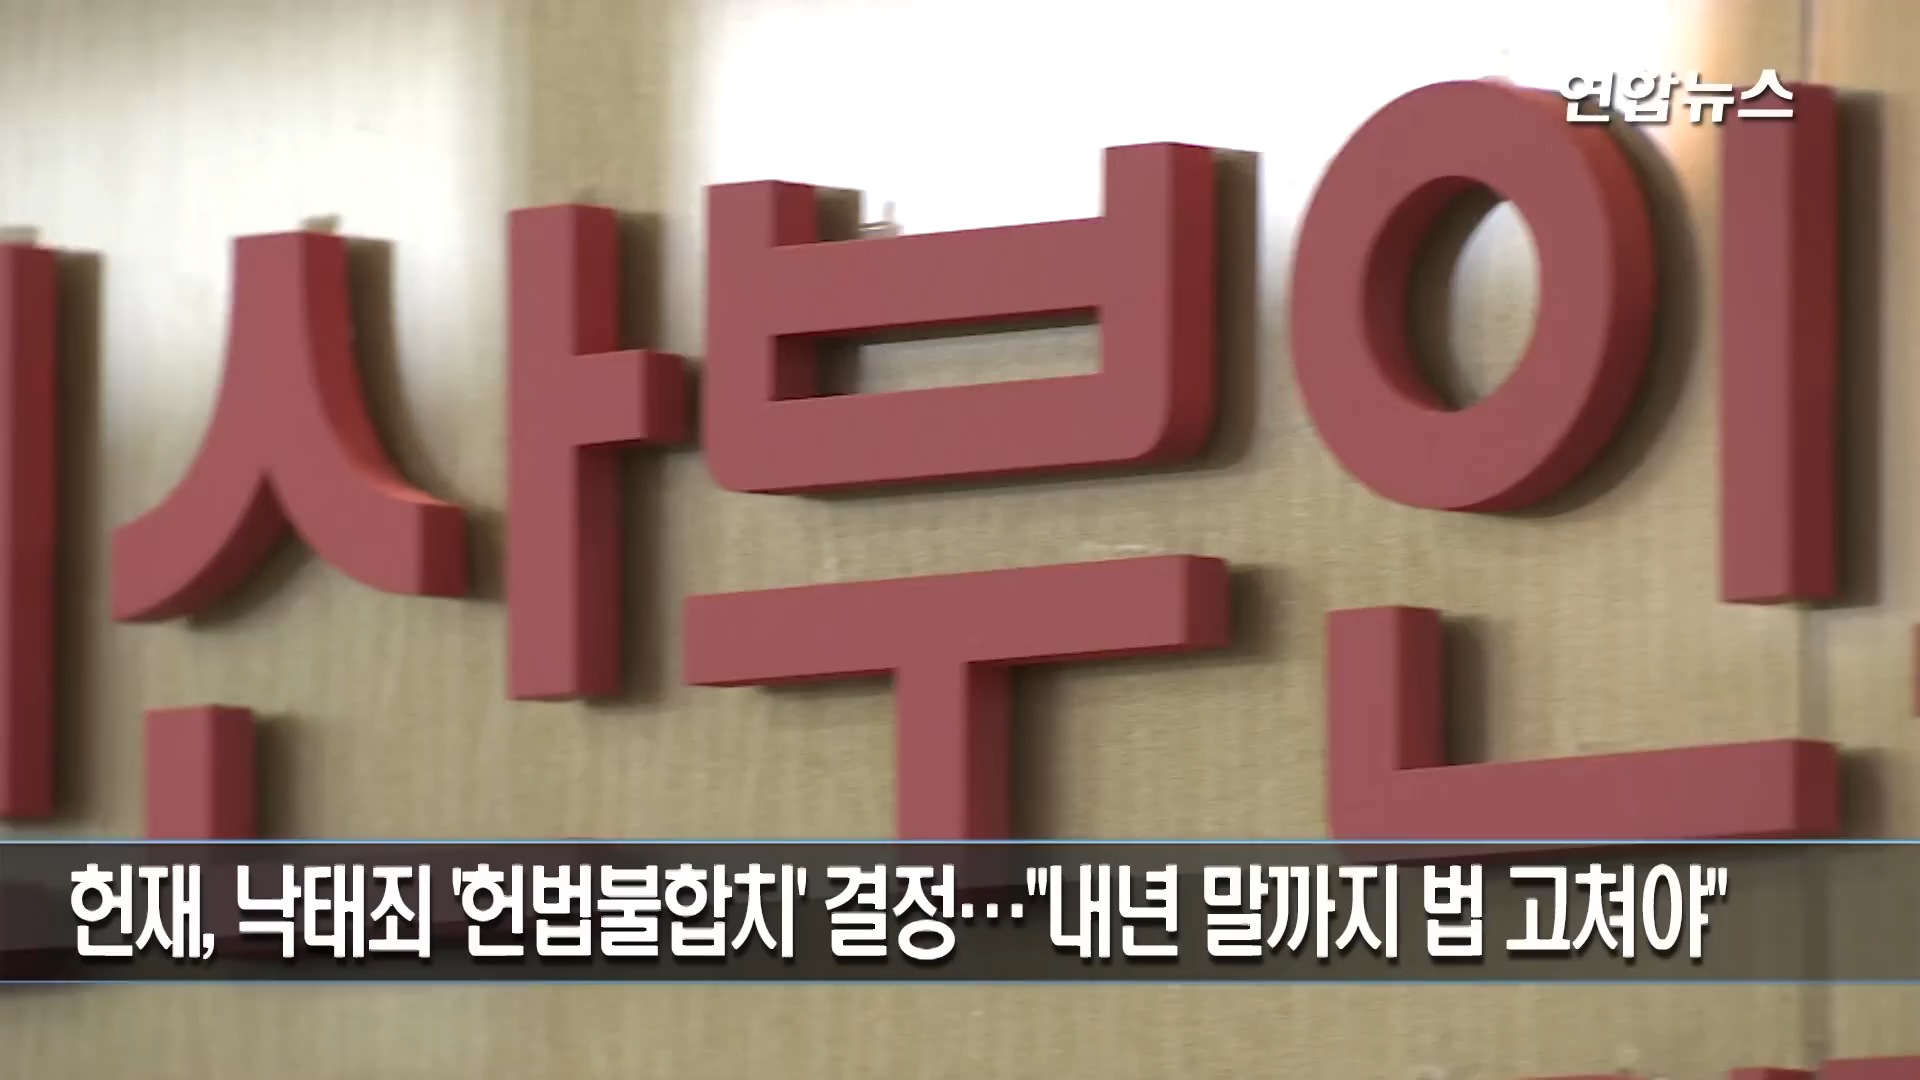 연합뉴스
산부인
헌재, 낙태죄 '헌법불합치' 결정…"내년 말까지 법 고쳐야"